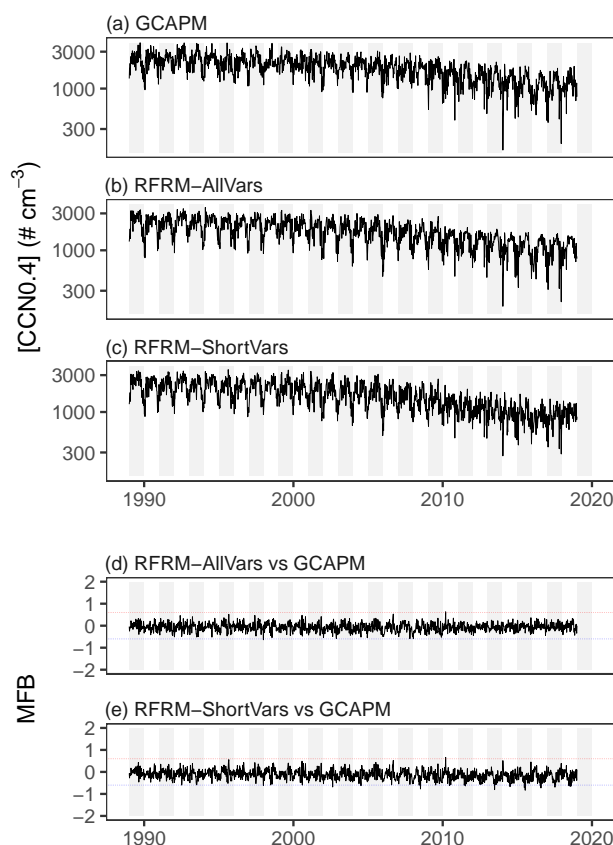 (a) GCAPM
3000
1000
300
(b) RFRM−AllVars
3000
1000
300
[CCN0.4] (# cm−3)
(c) RFRM−ShortVars
3000
1000
300
1990 2000 2010 2020
(d) RFRM−AllVars vs GCAPM
2
1
0
−1
−2
MFB
(e) RFRM−ShortVars vs GCAPM
2
1
0
−1
−2
1990 2000 2010 2020